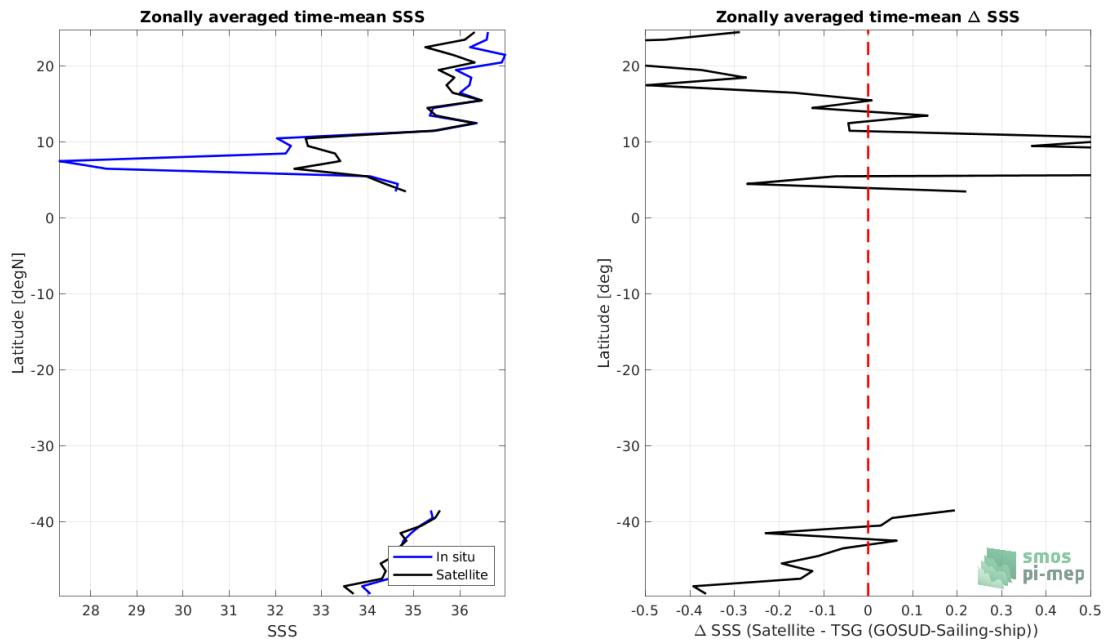 Zonally averaged time-mean SSS
Latitude [degN]
20
10
0
-10
-20
-30
-40
28 29 30 31 32 33 34 35 36
SSS
In situ
Satellite
Zonally averaged time-mean Δ SSS
Latitude [deg]
20
10
0
-10
-20
-30
-40
-50
-0.5 -0.4 -0.3 -0.2 -0.1 0 0.1 0.2 0.3 0.4 0.5
Δ SSS (Satellite - TSG (GOSUD-Sailing-ship))
smos
pi-mep